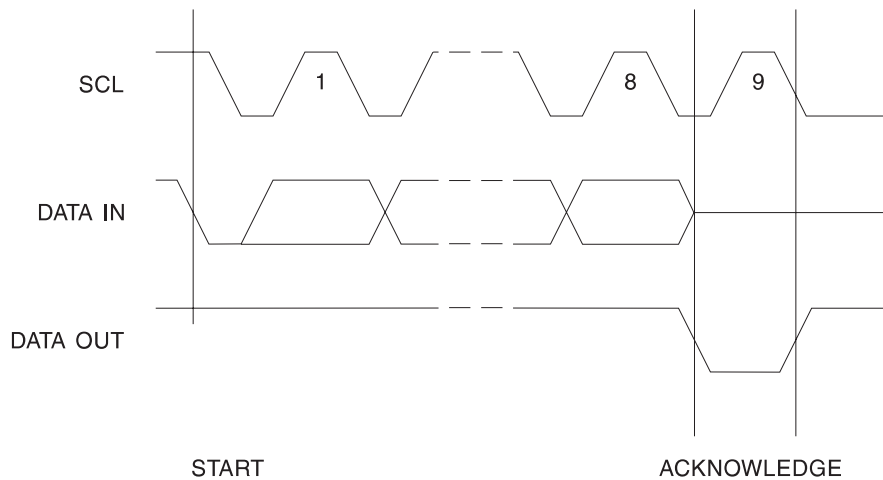 SCL
1
8
9
DATA IN
DATA OUT
START
ACKNOWLEDGE